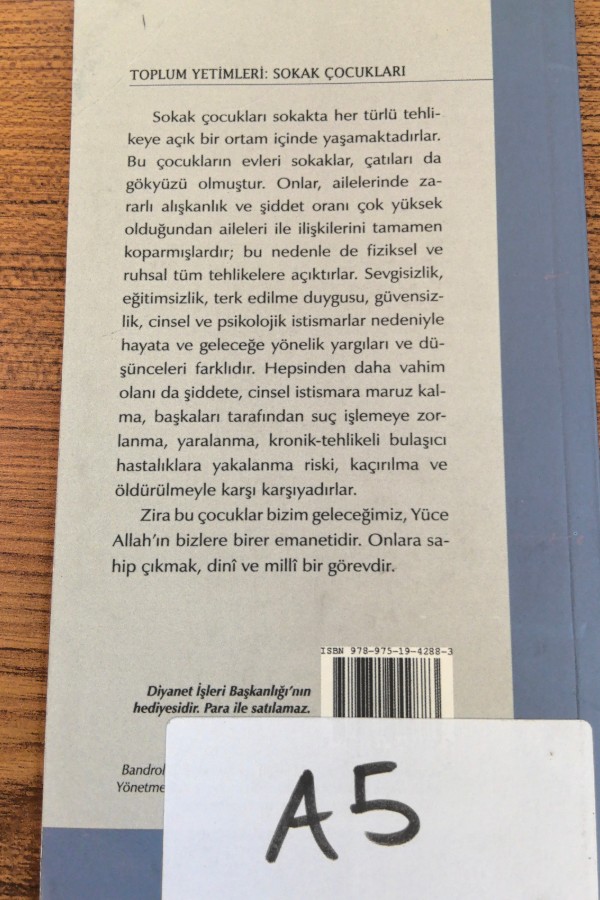 TOPLUM YETİMLERİ: SOKAK ÇOCUKLARI
Sokak çocukları sokakta her türlü tehli-
keye açık bir ortam içinde yaşamaktadırlar.
Bu çocukların evleri sokaklar, çatıları da
gökyüzü olmuştur. Onlar, ailelerinde za-
rarlı alışkanlık ve şiddet oranı çok yüksek
olduğundan aileleri ile ilişkilerini tamamen
koparmışlardır; bu nedenle de fiziksel ve
ruhsal tüm tehlikelere açıktırlar. Sevgisizlik,
eğitimsizlik, terk edilme duygusu, güvensiz-
lik, cinsel ve psikolojik istismarlar nedeniyle
hayata ve geleceğe yönelik yargıları ve dü-
şünceleri farklıdır. Hepsinden daha vahim
olanı da şiddete, cinsel istismara maruz kal-
ma, başkaları tarafından suç işlemeye zor-
lanma, yaralanma, kronik-tehlikeli bulaşıcı
hastalıklara yakalanma riski, kaçırılma ve
öldürülmeyle karşı karşıyadırlar.
Zira bu çocuklar bizim geleceğimiz, Yüce
Allah'ın bizlere birer emanetidir. Onlara sa-
hip çıkmak, dinî ve millî bir görevdir.
ISBN 978-975-19-4288-3
Diyanet İşleri Başkanlığı'nın
hediyesidir. Para ile satılamaz.
Bandrol
Yönetme
A5